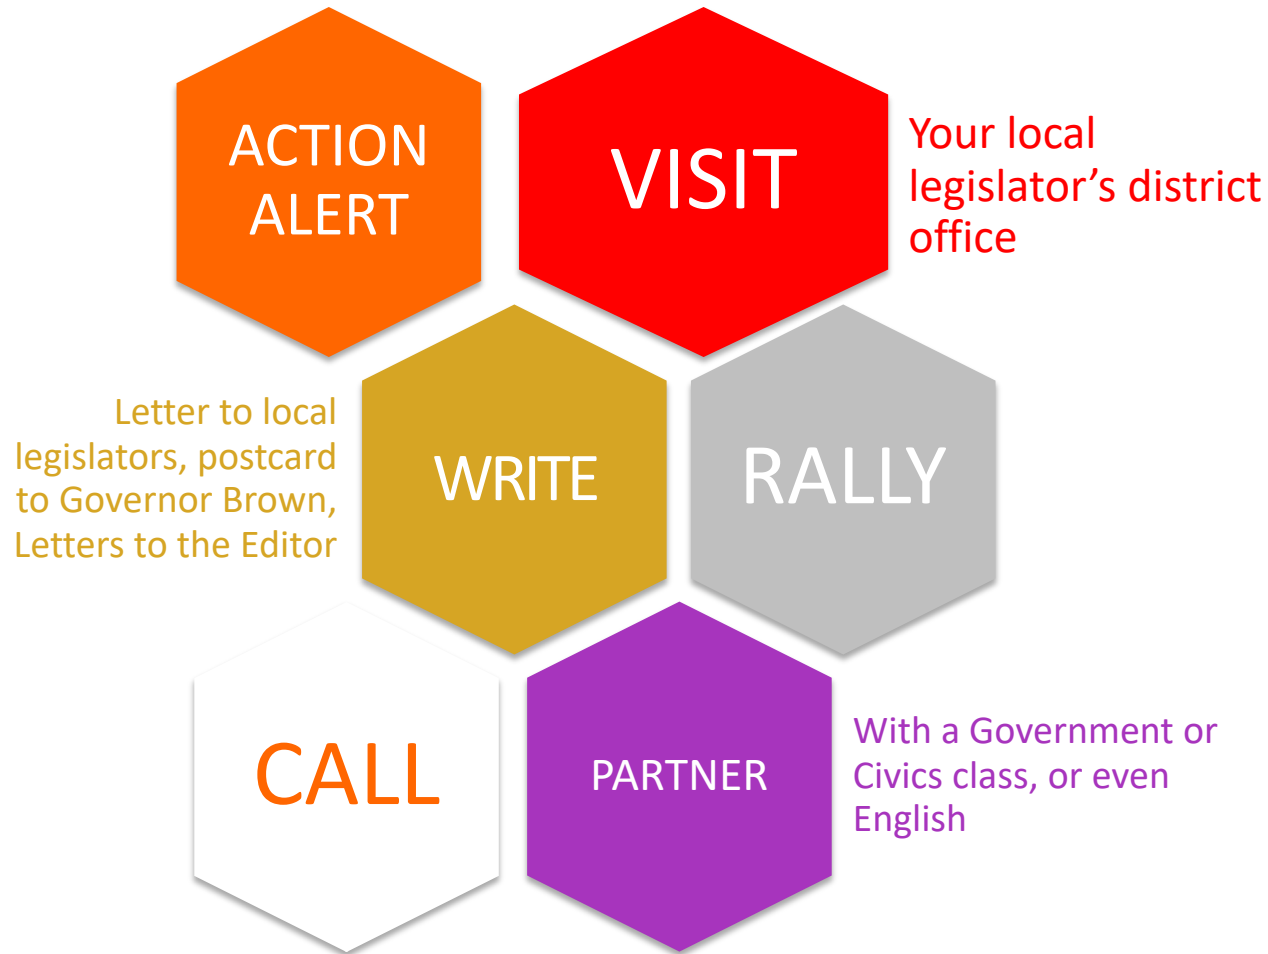 ACTION
ALERT
VISIT
Your local
legislator’s district
office
Letter to local
legislators, postcard
to Governor Brown,
Letters to the Editor
WRITE
RALLY
CALL
PARTNER
With a Government or
Civics class, or even
English